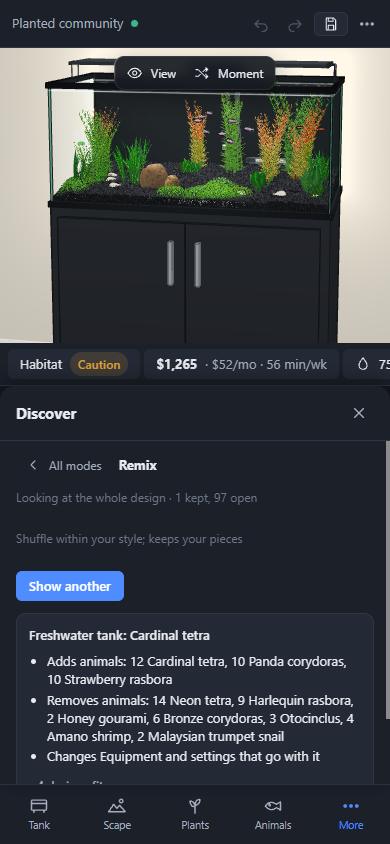 Planted community
View
Moment
Habitat Caution $1,265 · $52/mo · 56 min/wk 75
Discover
All modes Remix
Looking at the whole design · 1 kept, 97 open
Shuffle within your style; keeps your pieces
Show another
Freshwater tank: Cardinal tetra
• Adds animals: 12 Cardinal tetra, 10 Panda corydoras,
10 Strawberry rasbora
• Removes animals: 14 Neon tetra, 9 Harlequin rasbora,
2 Honey gourami, 6 Bronze corydoras, 3 Otocinclus, 4
Amano shrimp, 2 Malaysian trumpet snail
• Changes Equipment and settings that go with it
Tank Scape Plants Animals More